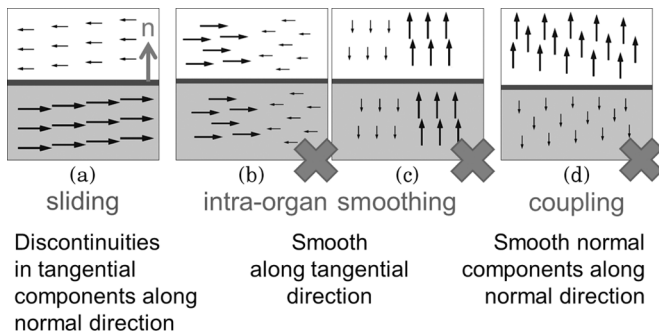 n
(a) (b) (c) (d)
sliding intra-organ smoothing coupling
Discontinuities
in tangential
components along
normal direction
Smooth
along tangential
direction
Smooth normal
components along
normal direction